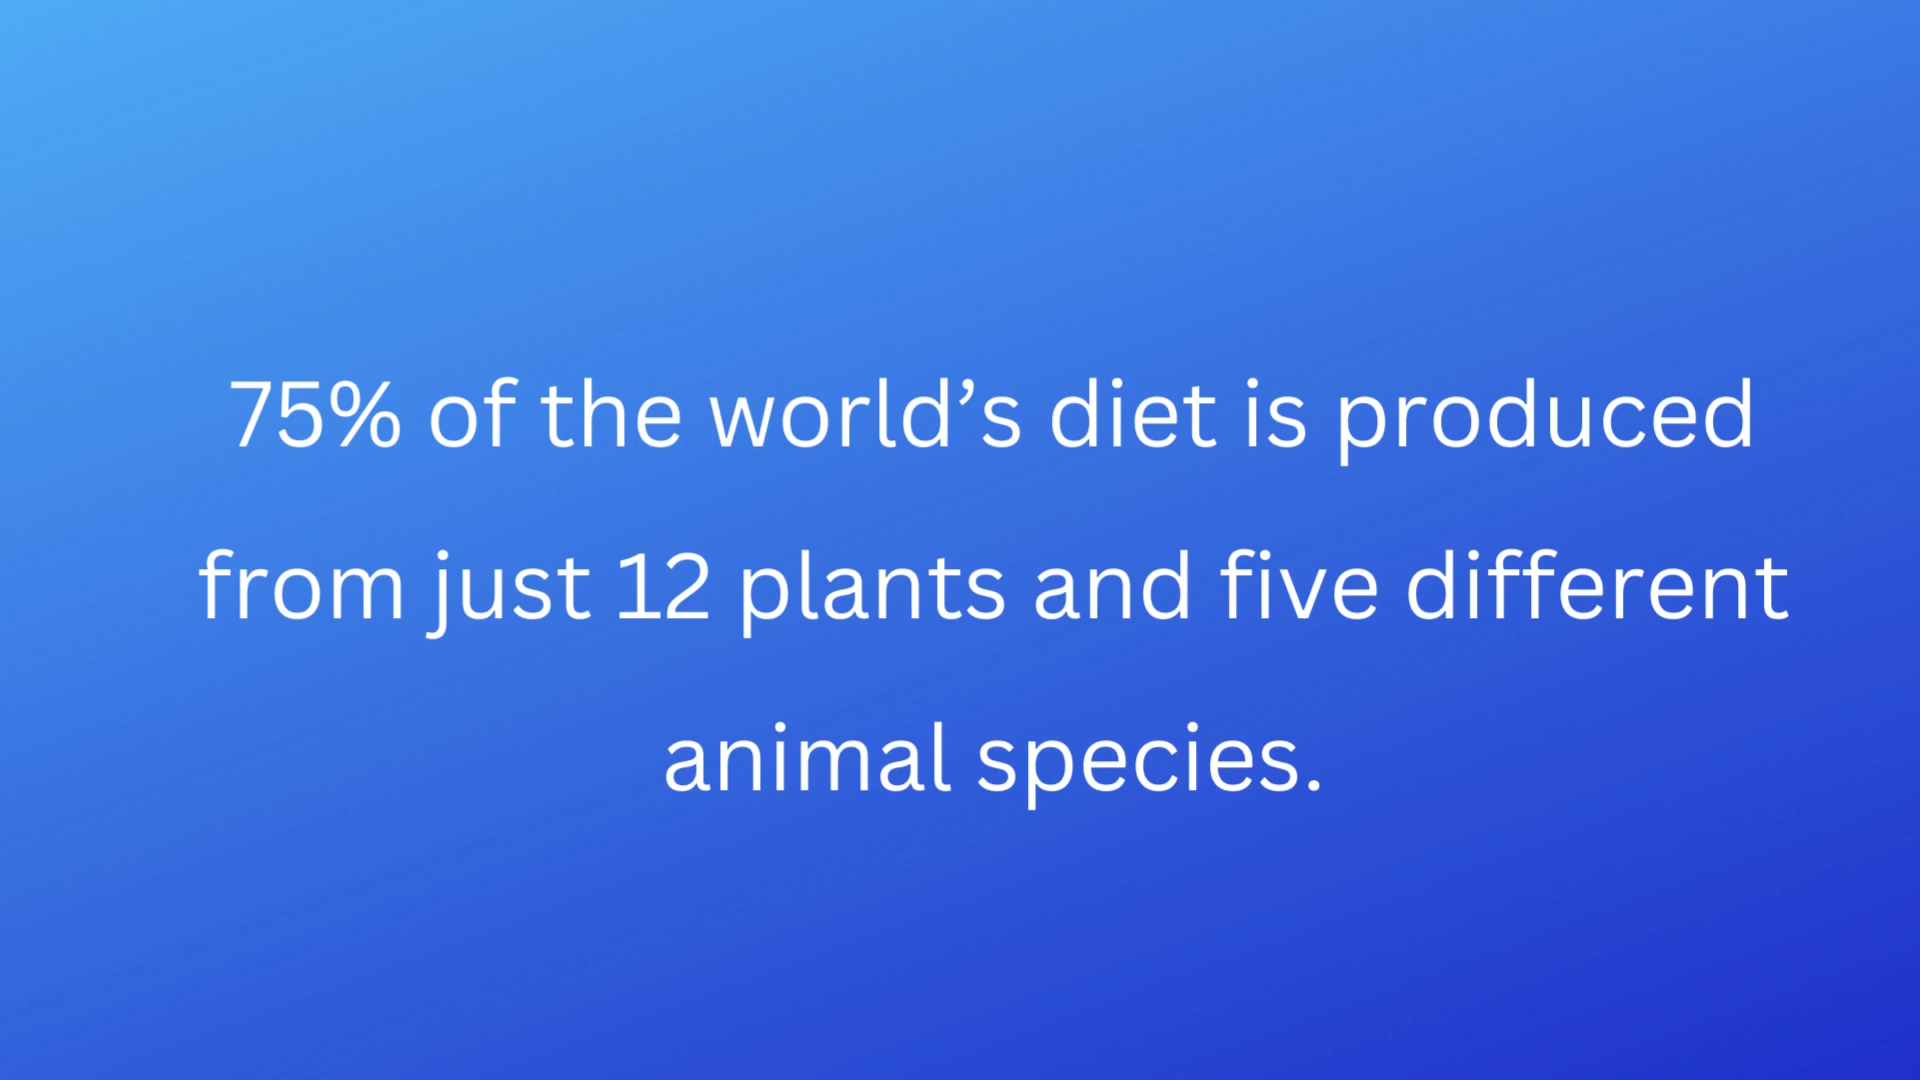 75% of the world’s diet is produced
from just 12 plants and five different
animal species.